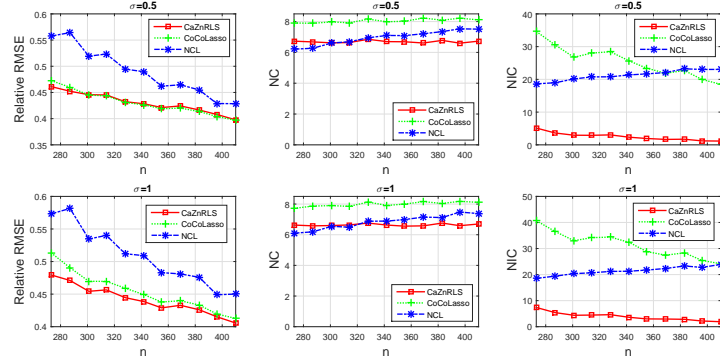 σ=0.5
Relative RMSE
0.65
0.6
0.55
0.5
0.45
0.4
0.35
280 300 320 340 360 380 400
n
CaZnRLS
CoCoLasso
NCL
σ=0.5
NC
8
6
4
2
0
280 300 320 340 360 380 400
n
CaZnRLS
CoCoLasso
NCL
σ=0.5
NIC
40
30
20
10
0
280 300 320 340 360 380 400
n
CaZnRLS
CoCoLasso
NCL
σ=1
Relative RMSE
0.6
0.55
0.5
0.45
0.4
280 300 320 340 360 380 400
n
CaZnRLS
CoCoLasso
NCL
σ=1
NC
8
6
4
2
0
280 300 320 340 360 380 400
n
CaZnRLS
CoCoLasso
NCL
σ=1
NIC
50
40
30
20
10
0
280 300 320 340 360 380 400
n
CaZnRLS
CoCoLasso
NCL